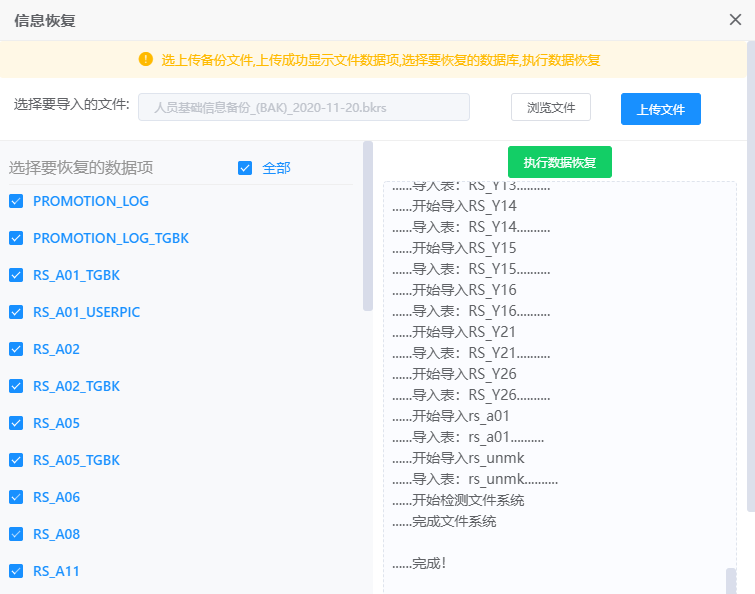 信息恢复
选上传备份文件,上传成功显示文件数据项,选择要恢复的数据库,执行数据恢复
选择要导入的文件:
人员基础信息备份_(BAK)_2020-11-20.bkrs
浏览文件
上传文件
选择要恢复的数据项
全部
PROMOTION_LOG
PROMOTION_LOG_TGBK
RS_A01_TGBK
RS_A01_USERPIC
RS_A02
RS_A02_TGBK
RS_A05
RS_A05_TGBK
RS_A06
RS_A08
RS_A11
执行数据恢复
......导入表：RS_Y13..........
......开始导入RS_Y14
......导入表：RS_Y14..........
......开始导入RS_Y15
......导入表：RS_Y15..........
......开始导入RS_Y16
......导入表：RS_Y16..........
......开始导入RS_Y21
......导入表：RS_Y21..........
......开始导入RS_Y26
......导入表：RS_Y26..........
......开始导入rs_a01
......导入表：rs_a01..........
......开始导入rs_unmk
......导入表：rs_unmk..........
......开始检测文件系统
......完成文件系统
......完成！